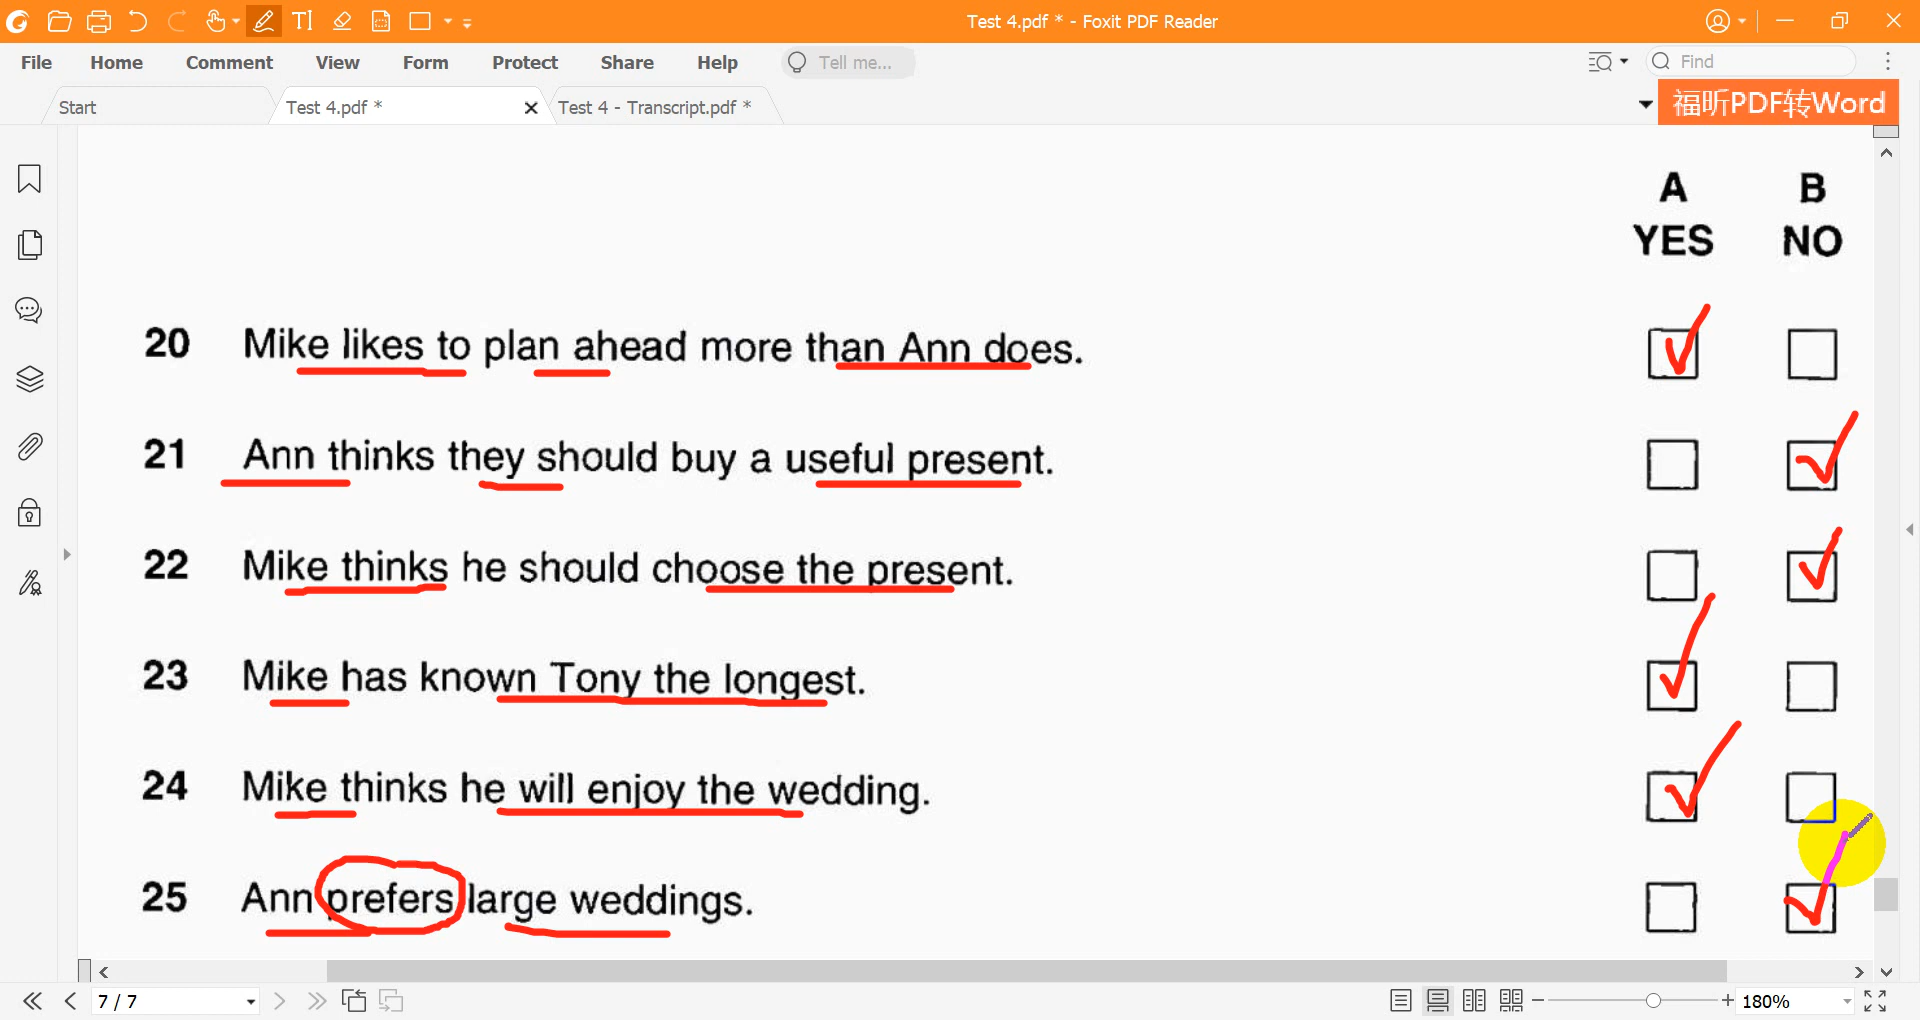 Test 4.pdf * - Foxit PDF Reader
File Home Comment View Form Protect Share Help Tell me... Find
Start Test 4.pdf * Test 4 - Transcript.pdf * 福昕PDF转Word
A B
YES NO
20 Mike likes to plan ahead more than Ann does.
21 Ann thinks they should buy a useful present.
22 Mike thinks he should choose the present.
23 Mike has known Tony the longest.
24 Mike thinks he will enjoy the wedding.
25 Ann prefers large weddings.
7 / 7 180%